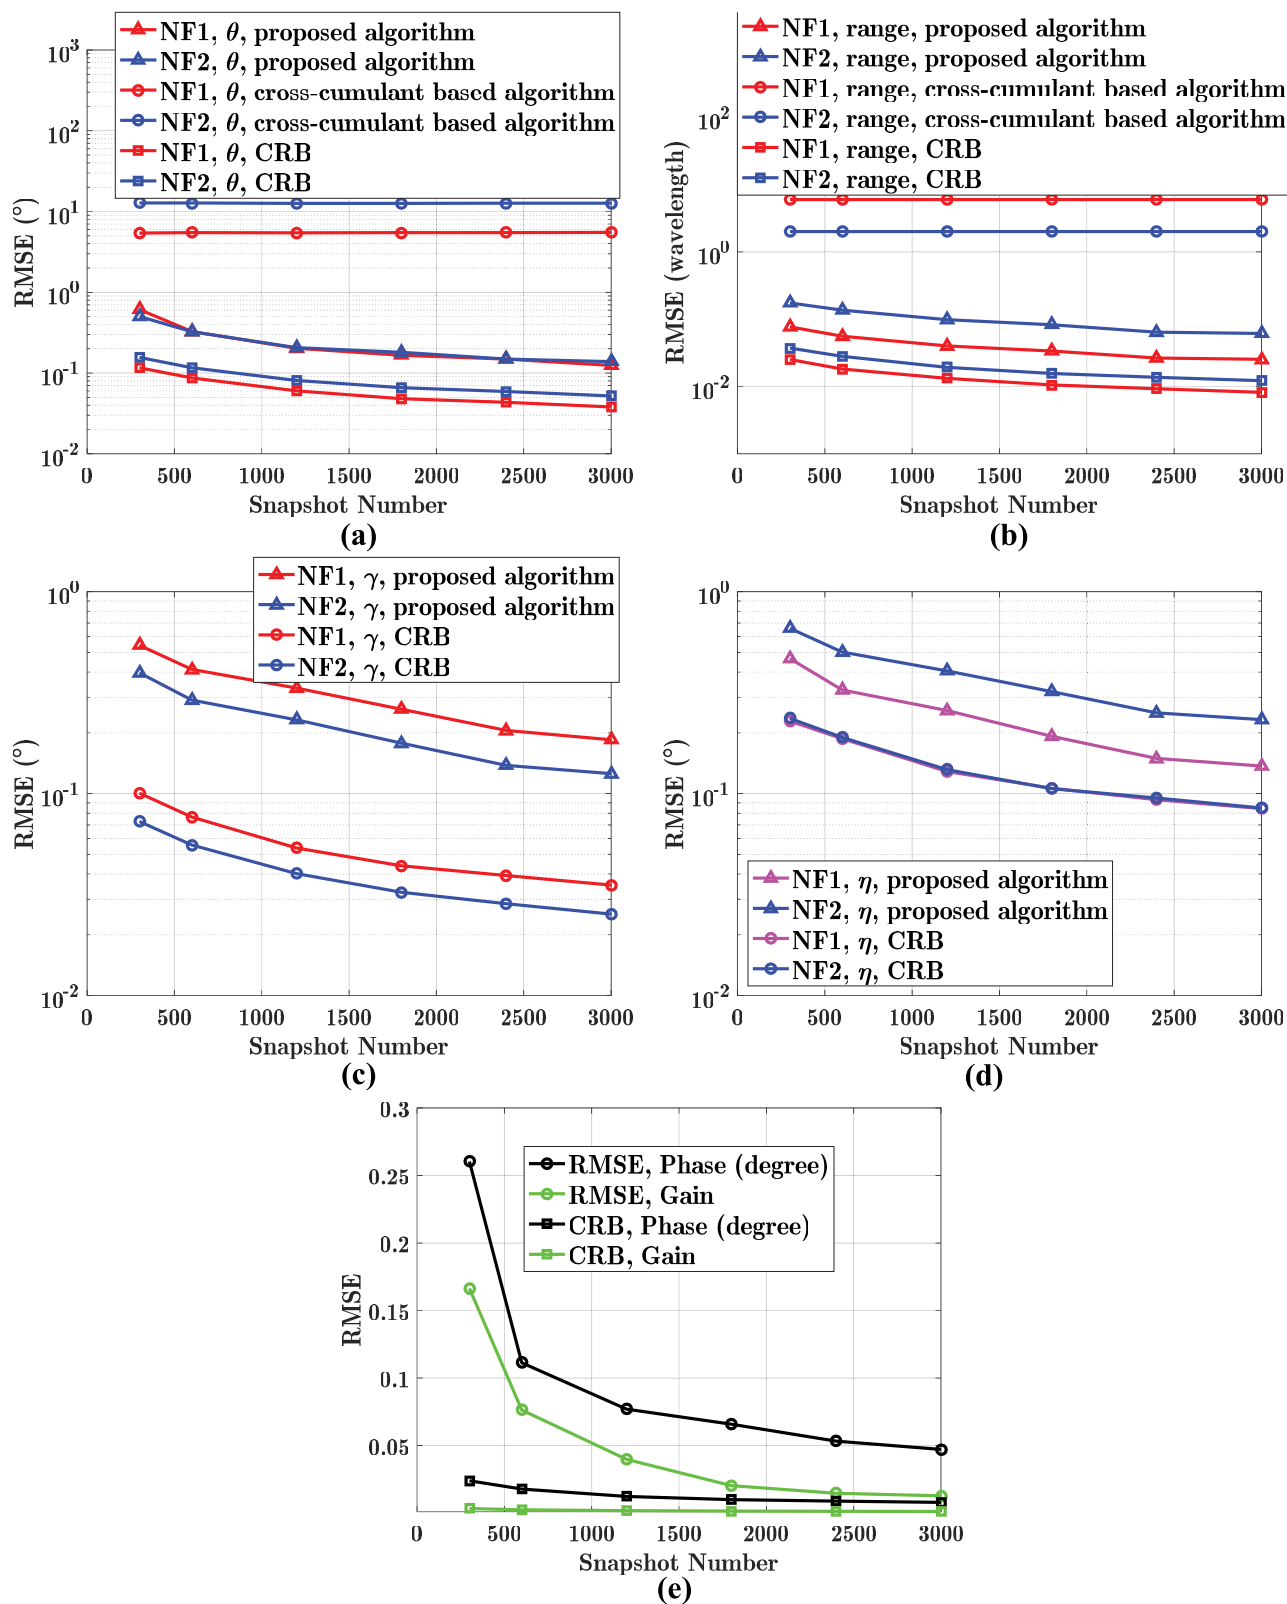 NF1, θ, proposed algorithm
NF2, θ, proposed algorithm
NF1, θ, cross-cumulant based algorithm
NF2, θ, cross-cumulant based algorithm
NF1, θ, CRB
NF2, θ, CRB
10^3
10^2
10^1
10^0
10^-1
10^-2
RMSE (°)
0 500 1000 1500 2000 2500 3000
Snapshot Number
(a)
NF1, range, proposed algorithm
NF2, range, proposed algorithm
NF1, range, cross-cumulant based algorithm
NF2, range, cross-cumulant based algorithm
NF1, range, CRB
NF2, range, CRB
10^2
10^0
10^-2
RMSE (wavelength)
0 500 1000 1500 2000 2500 3000
Snapshot Number
(b)
NF1, γ, proposed algorithm
NF2, γ, proposed algorithm
NF1, γ, CRB
NF2, γ, CRB
10^0
10^-1
10^-2
RMSE (°)
0 500 1000 1500 2000 2500 3000
Snapshot Number
(c)
10^0
10^-1
10^-2
RMSE (°)
NF1, η, proposed algorithm
NF2, η, proposed algorithm
NF1, η, CRB
NF2, η, CRB
0 500 1000 1500 2000 2500 3000
Snapshot Number
(d)
0.3
0.25
0.2
0.15
0.1
0.05
RMSE
RMSE, Phase (degree)
RMSE, Gain
CRB, Phase (degree)
CRB, Gain
0 500 1000 1500 2000 2500 3000
Snapshot Number
(e)